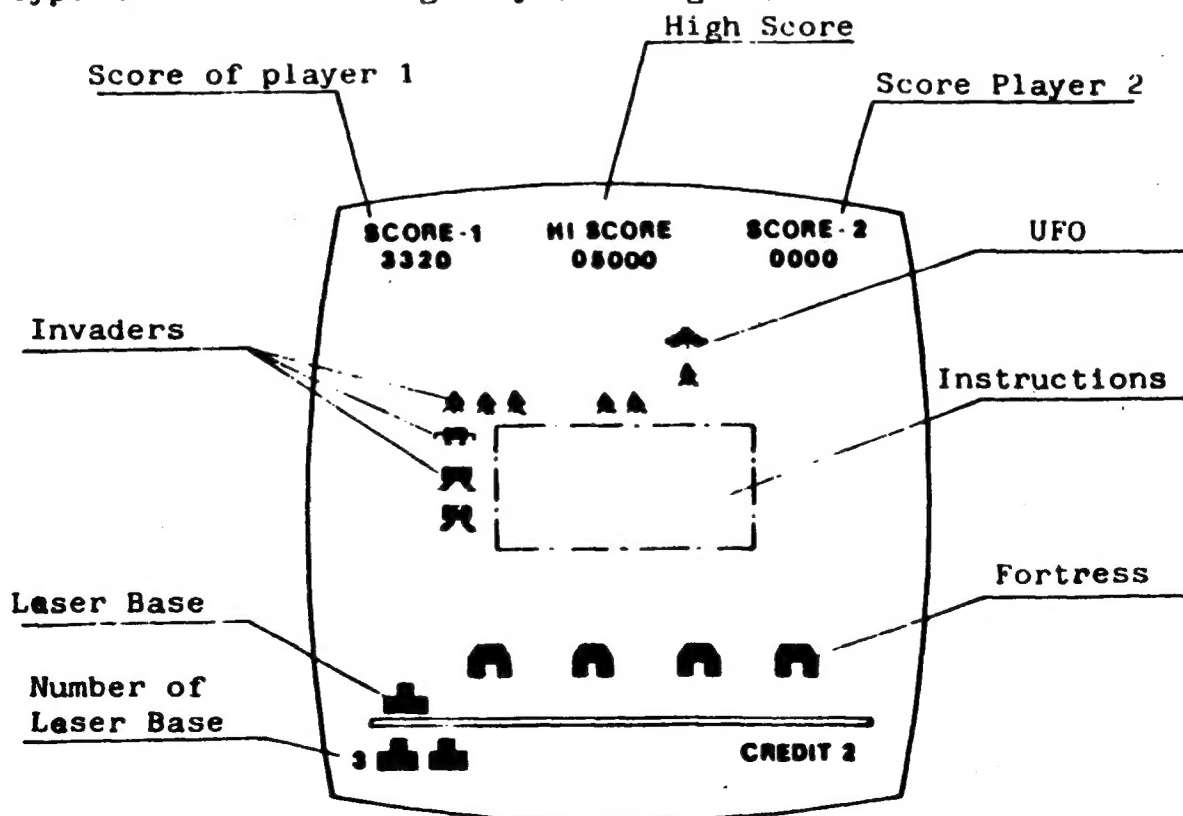 High Score
Score of player 1
Score Player 2
SCORE-1 HI SCORE SCORE-2
3320 05000 0000
UFO
Invaders
Instructions
Fortress
Laser Base
Number of
Laser Base
3
CREDIT 2